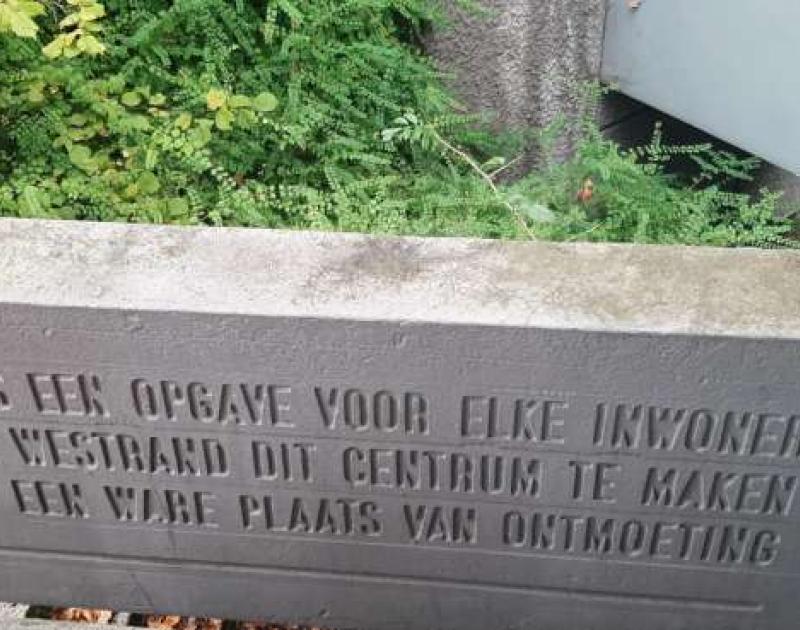 S EEN OPGAVE VOOR ELKE INWONER
WESTRAND DIT CENTRUM TE MAKEN
EEN WARE PLAATS VAN ONTMOETING